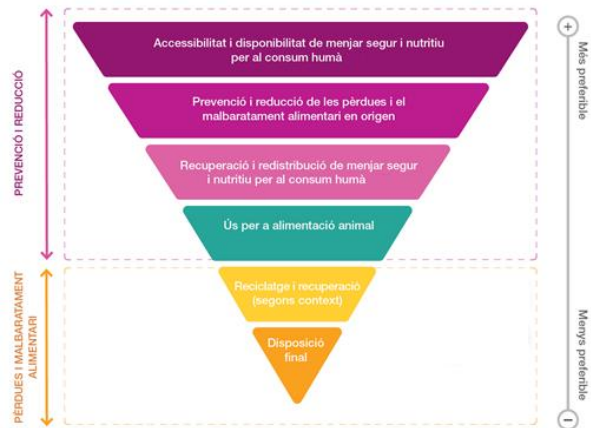 PREVENCIÓ I REDUCCIÓ
Accessibilitat i disponibilitat de menjar segur i nutritiu
per al consum humà
Prevenció i reducció de les pèrdues i el
malbaratament alimentari en origen
Recuperació i redistribució de menjar segur
i nutritiu per al consum humà
Ús per a alimentació animal
PÈRDUES I MALBARATAMENT
ALIMENTARI
Reciclatge i recuperació
(segons context)
Disposició
final
+
Més preferible
Menys preferible
−